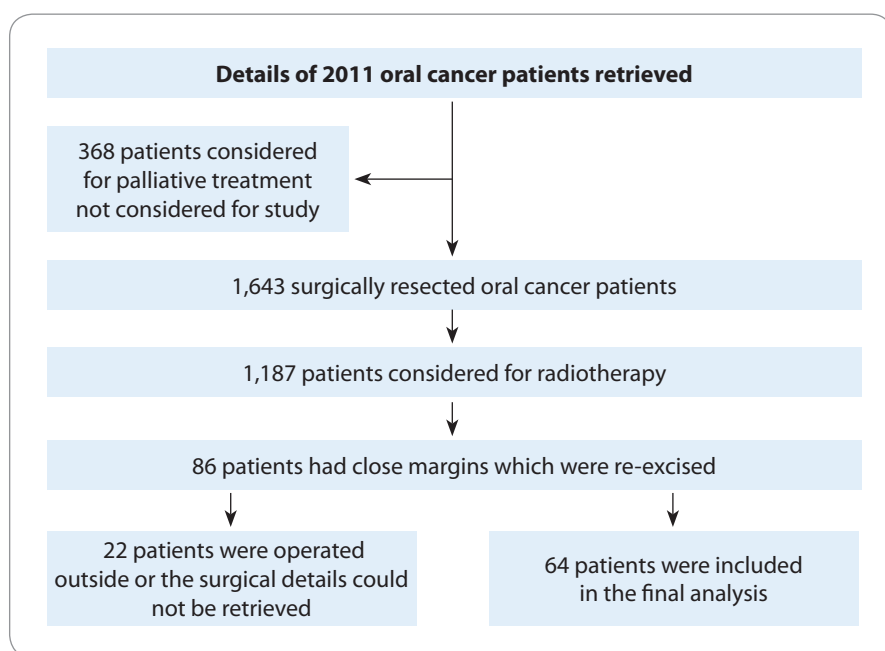 Details of 2011 oral cancer patients retrieved
368 patients considered
for palliative treatment
not considered for study
1,643 surgically resected oral cancer patients
1,187 patients considered for radiotherapy
86 patients had close margins which were re-excised
22 patients were operated
outside or the surgical details could
not be retrieved
64 patients were included
in the final analysis